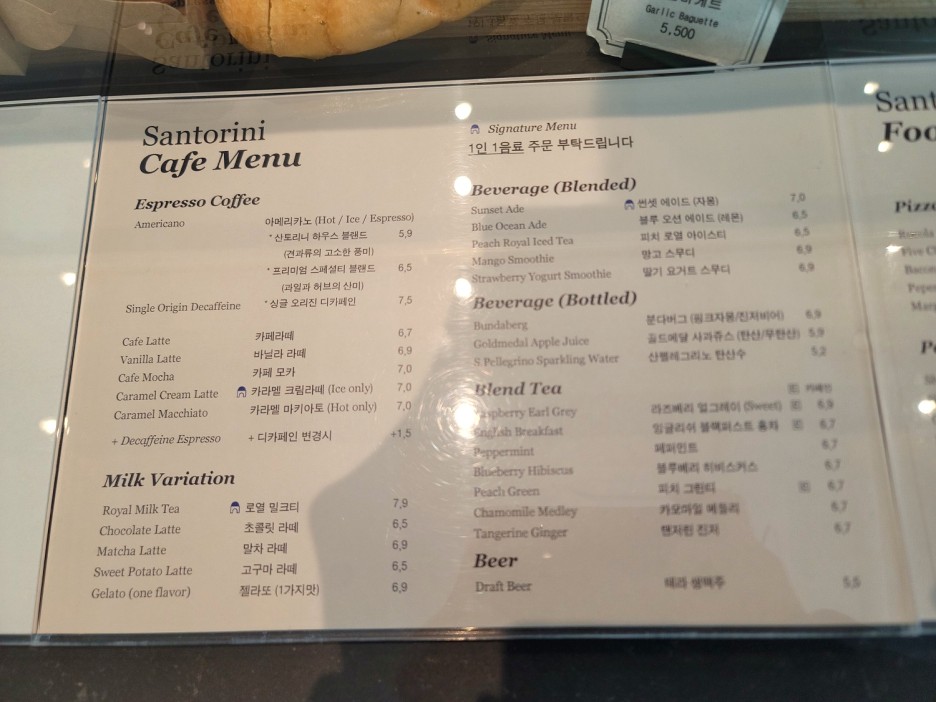 바게트
Garlic Baguette
5,500
Santorini
Cafe Menu
Espresso Coffee
Americano 아메리카노 (Hot / Ice / Espresso)
* 산토리니 하우스 블랜드 5,9
(견과류의 고소한 풍미)
* 프리미엄 스페셜티 블랜드 6,5
(과일과 허브의 산미)
Single Origin Decaffeine * 싱글 오리진 디카페인 7,5
Cafe Latte 카페라떼 6,7
Vanilla Latte 바닐라 라떼 6,9
Cafe Mocha 카페 모카 7,0
Caramel Cream Latte 카라멜 크림라떼 (Ice only) 7,0
Caramel Macchiato 카라멜 마키아토 (Hot only) 7,0
+ Decaffeine Espresso + 디카페인 변경시 +1,5
Milk Variation
Royal Milk Tea 로열 밀크티 7,9
Chocolate Latte 초콜릿 라떼 6,5
Matcha Latte 말차 라떼 6,9
Sweet Potato Latte 고구마 라떼 6,5
Gelato (one flavor) 젤라또 (1가지맛) 6,9
Signature Menu
1인 1음료 주문 부탁드립니다
Beverage (Blended)
Sunset Ade 썬셋 에이드 (자몽) 7,0
Blue Ocean Ade 블루 오션 에이드 (레몬) 6,5
Peach Royal Iced Tea 피치 로열 아이스티 6,5
Mango Smoothie 망고 스무디 6,9
Strawberry Yogurt Smoothie 딸기 요거트 스무디 6,9
Beverage (Bottled)
Bundaberg 분다버그 (핑크자몽/진저비어) 6,9
Goldmedal Apple Juice 골드메달 사과쥬스 (탄산/무탄산) 5,9
S.Pellegrino Sparkling Water 산펠레그리노 탄산수 5,2
Blend Tea 카페인
Raspberry Earl Grey 라즈베리 얼그레이 (Sweet) 6,9
English Breakfast 잉글리쉬 블랙퍼스트 홍차 6,7
Peppermint 페퍼민트 6,7
Blueberry Hibiscus 블루베리 히비스커스 6,7
Peach Green 피치 그린티 6,7
Chamomile Medley 카모마일 메들리 6,7
Tangerine Ginger 탠저린 진저 6,7
Beer
Draft Beer 테라 생맥주 5,5
Sant
Foo
Pizz